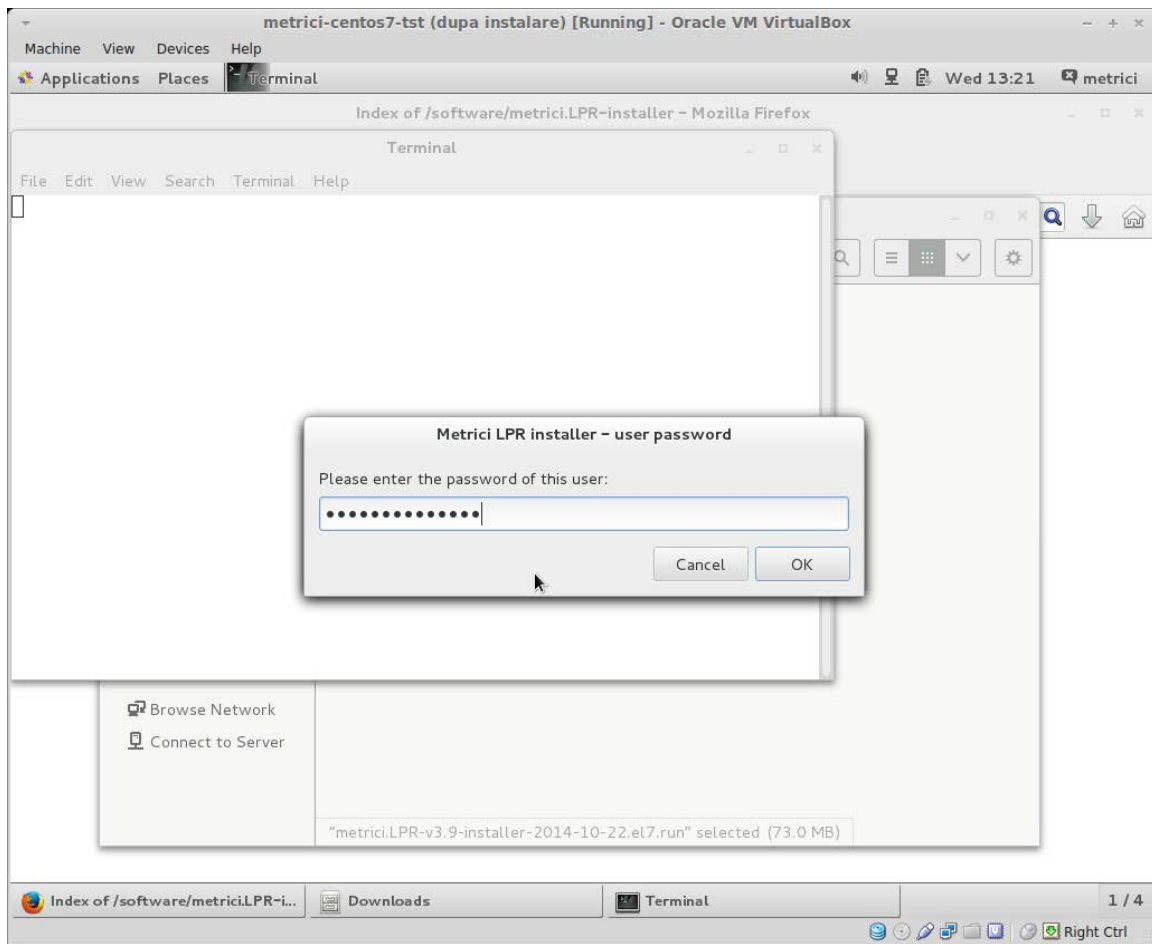 metrici-centos7-tst (dupa instalare) [Running] - Oracle VM VirtualBox
Machine View Devices Help
Applications Places Terminal Wed 13:21 metrici
Index of /software/metrici.LPR-installer - Mozilla Firefox
Terminal
File Edit View Search Terminal Help
Metrici LPR installer - user password
Please enter the password of this user:
Cancel OK
Browse Network
Connect to Server
"metrici.LPR-v3.9-installer-2014-10-22.el7.run" selected (73.0 MB)
Index of /software/metrici.LPR-i... Downloads Terminal 1 / 4
Right Ctrl